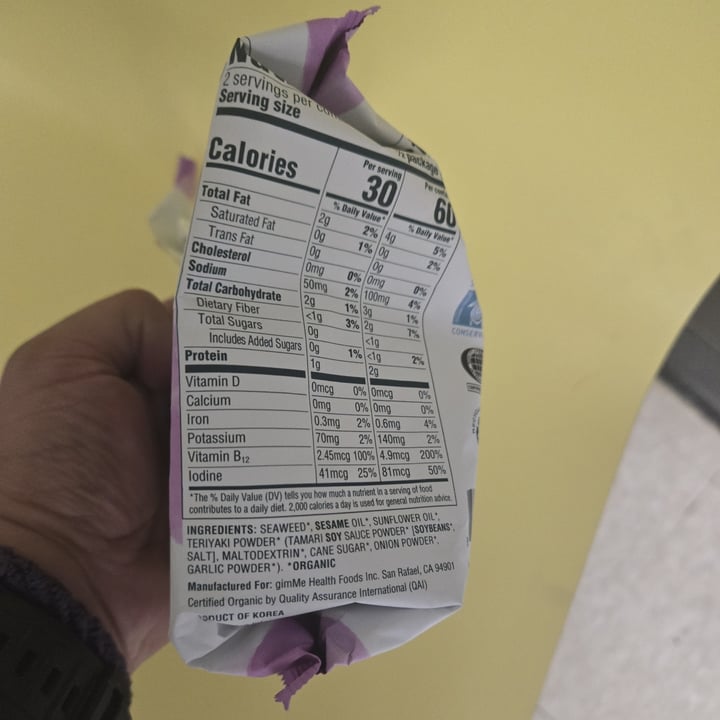 2 servings per
Serving size
package
Calories
Per serving
30
Per
60
% Daily Value*
% Daily Value*
Total Fat 2g 2% 4g 5%
Saturated Fat 0g 1% 0g 2%
Trans Fat 0g 0g
Cholesterol 0mg 0% 0mg 0%
Sodium 50mg 2% 100mg 4%
Total Carbohydrate 2g 1% 3g 1%
Dietary Fiber <1g 3% 2g 7%
Total Sugars 0g <1g
Includes Added Sugars 0g 1% <1g 2%
Protein 1g 2g
Vitamin D 0mcg 0% 0mcg 0%
Calcium 0mg 0% 0mg 0%
Iron 0.3mg 2% 0.6mg 4%
Potassium 70mg 2% 140mg 2%
Vitamin B12 2.45mcg 100% 4.9mcg 200%
Iodine 41mcg 25% 81mcg 50%
*The % Daily Value (DV) tells you how much a nutrient in a serving of food
contributes to a daily diet. 2,000 calories a day is used for general nutrition advice.
INGREDIENTS: SEAWEED*, SESAME OIL*, SUNFLOWER OIL*,
TERIYAKI POWDER* (TAMARI SOY SAUCE POWDER* [SOYBEANS*,
SALT], MALTODEXTRIN*, CANE SUGAR*, ONION POWDER*,
GARLIC POWDER*). *ORGANIC
Manufactured For: gimMe Health Foods Inc. San Rafael, CA 94901
Certified Organic by Quality Assurance International (QAI)
PRODUCT OF KOREA